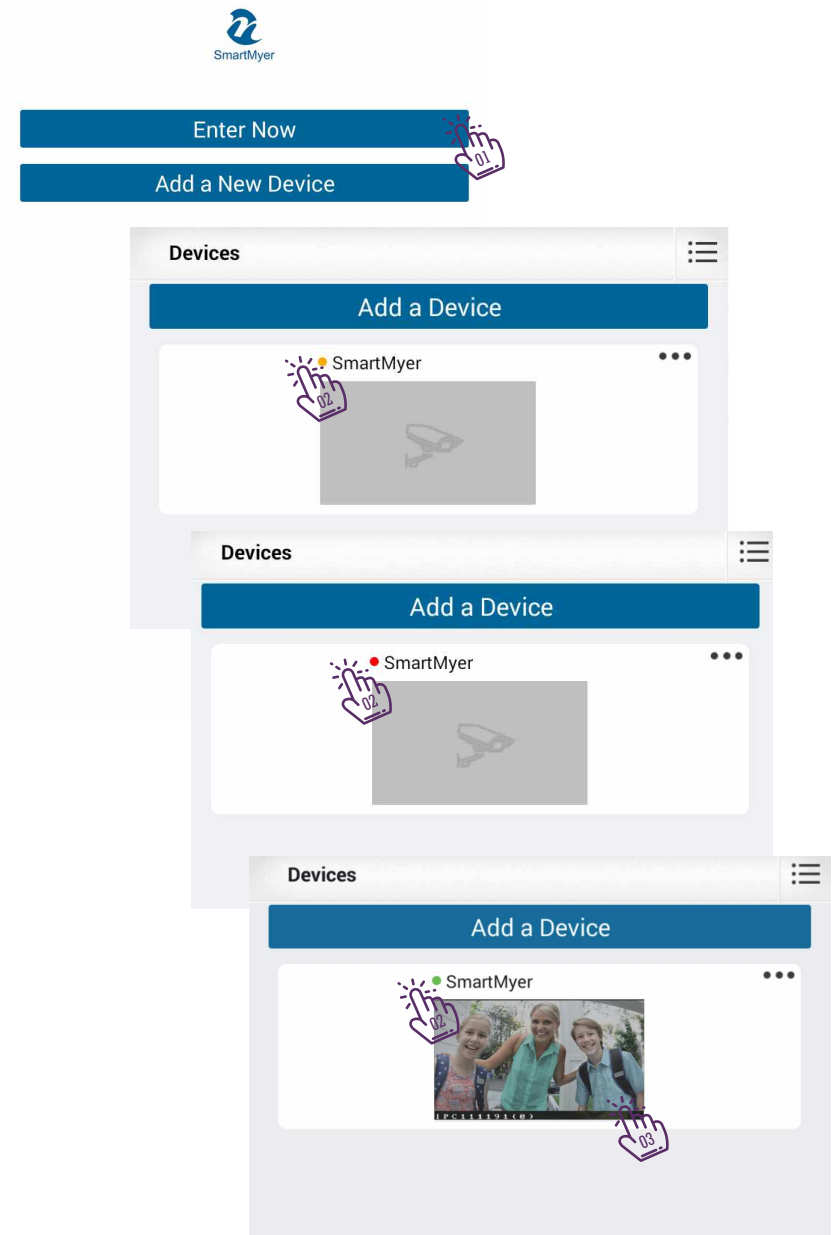 SmartMyer
Enter Now
01
Add a New Device
Devices
Add a Device
SmartMyer
02
Devices
Add a Device
SmartMyer
02
Devices
Add a Device
SmartMyer
02
IPC111191(0)
03